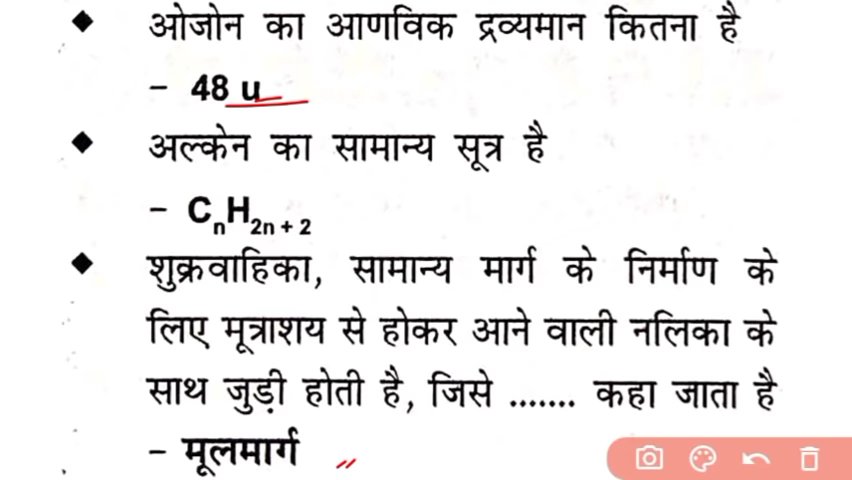 ◆ ओजोन का आणविक द्रव्यमान कितना है
– 48 u
◆ अल्केन का सामान्य सूत्र है
– CₙH₂ₙ₊₂
◆ शुक्रवाहिका, सामान्य मार्ग के निर्माण के
लिए मूत्राशय से होकर आने वाली नलिका के
साथ जुड़ी होती है, जिसे ....... कहा जाता है
– मूलमार्ग